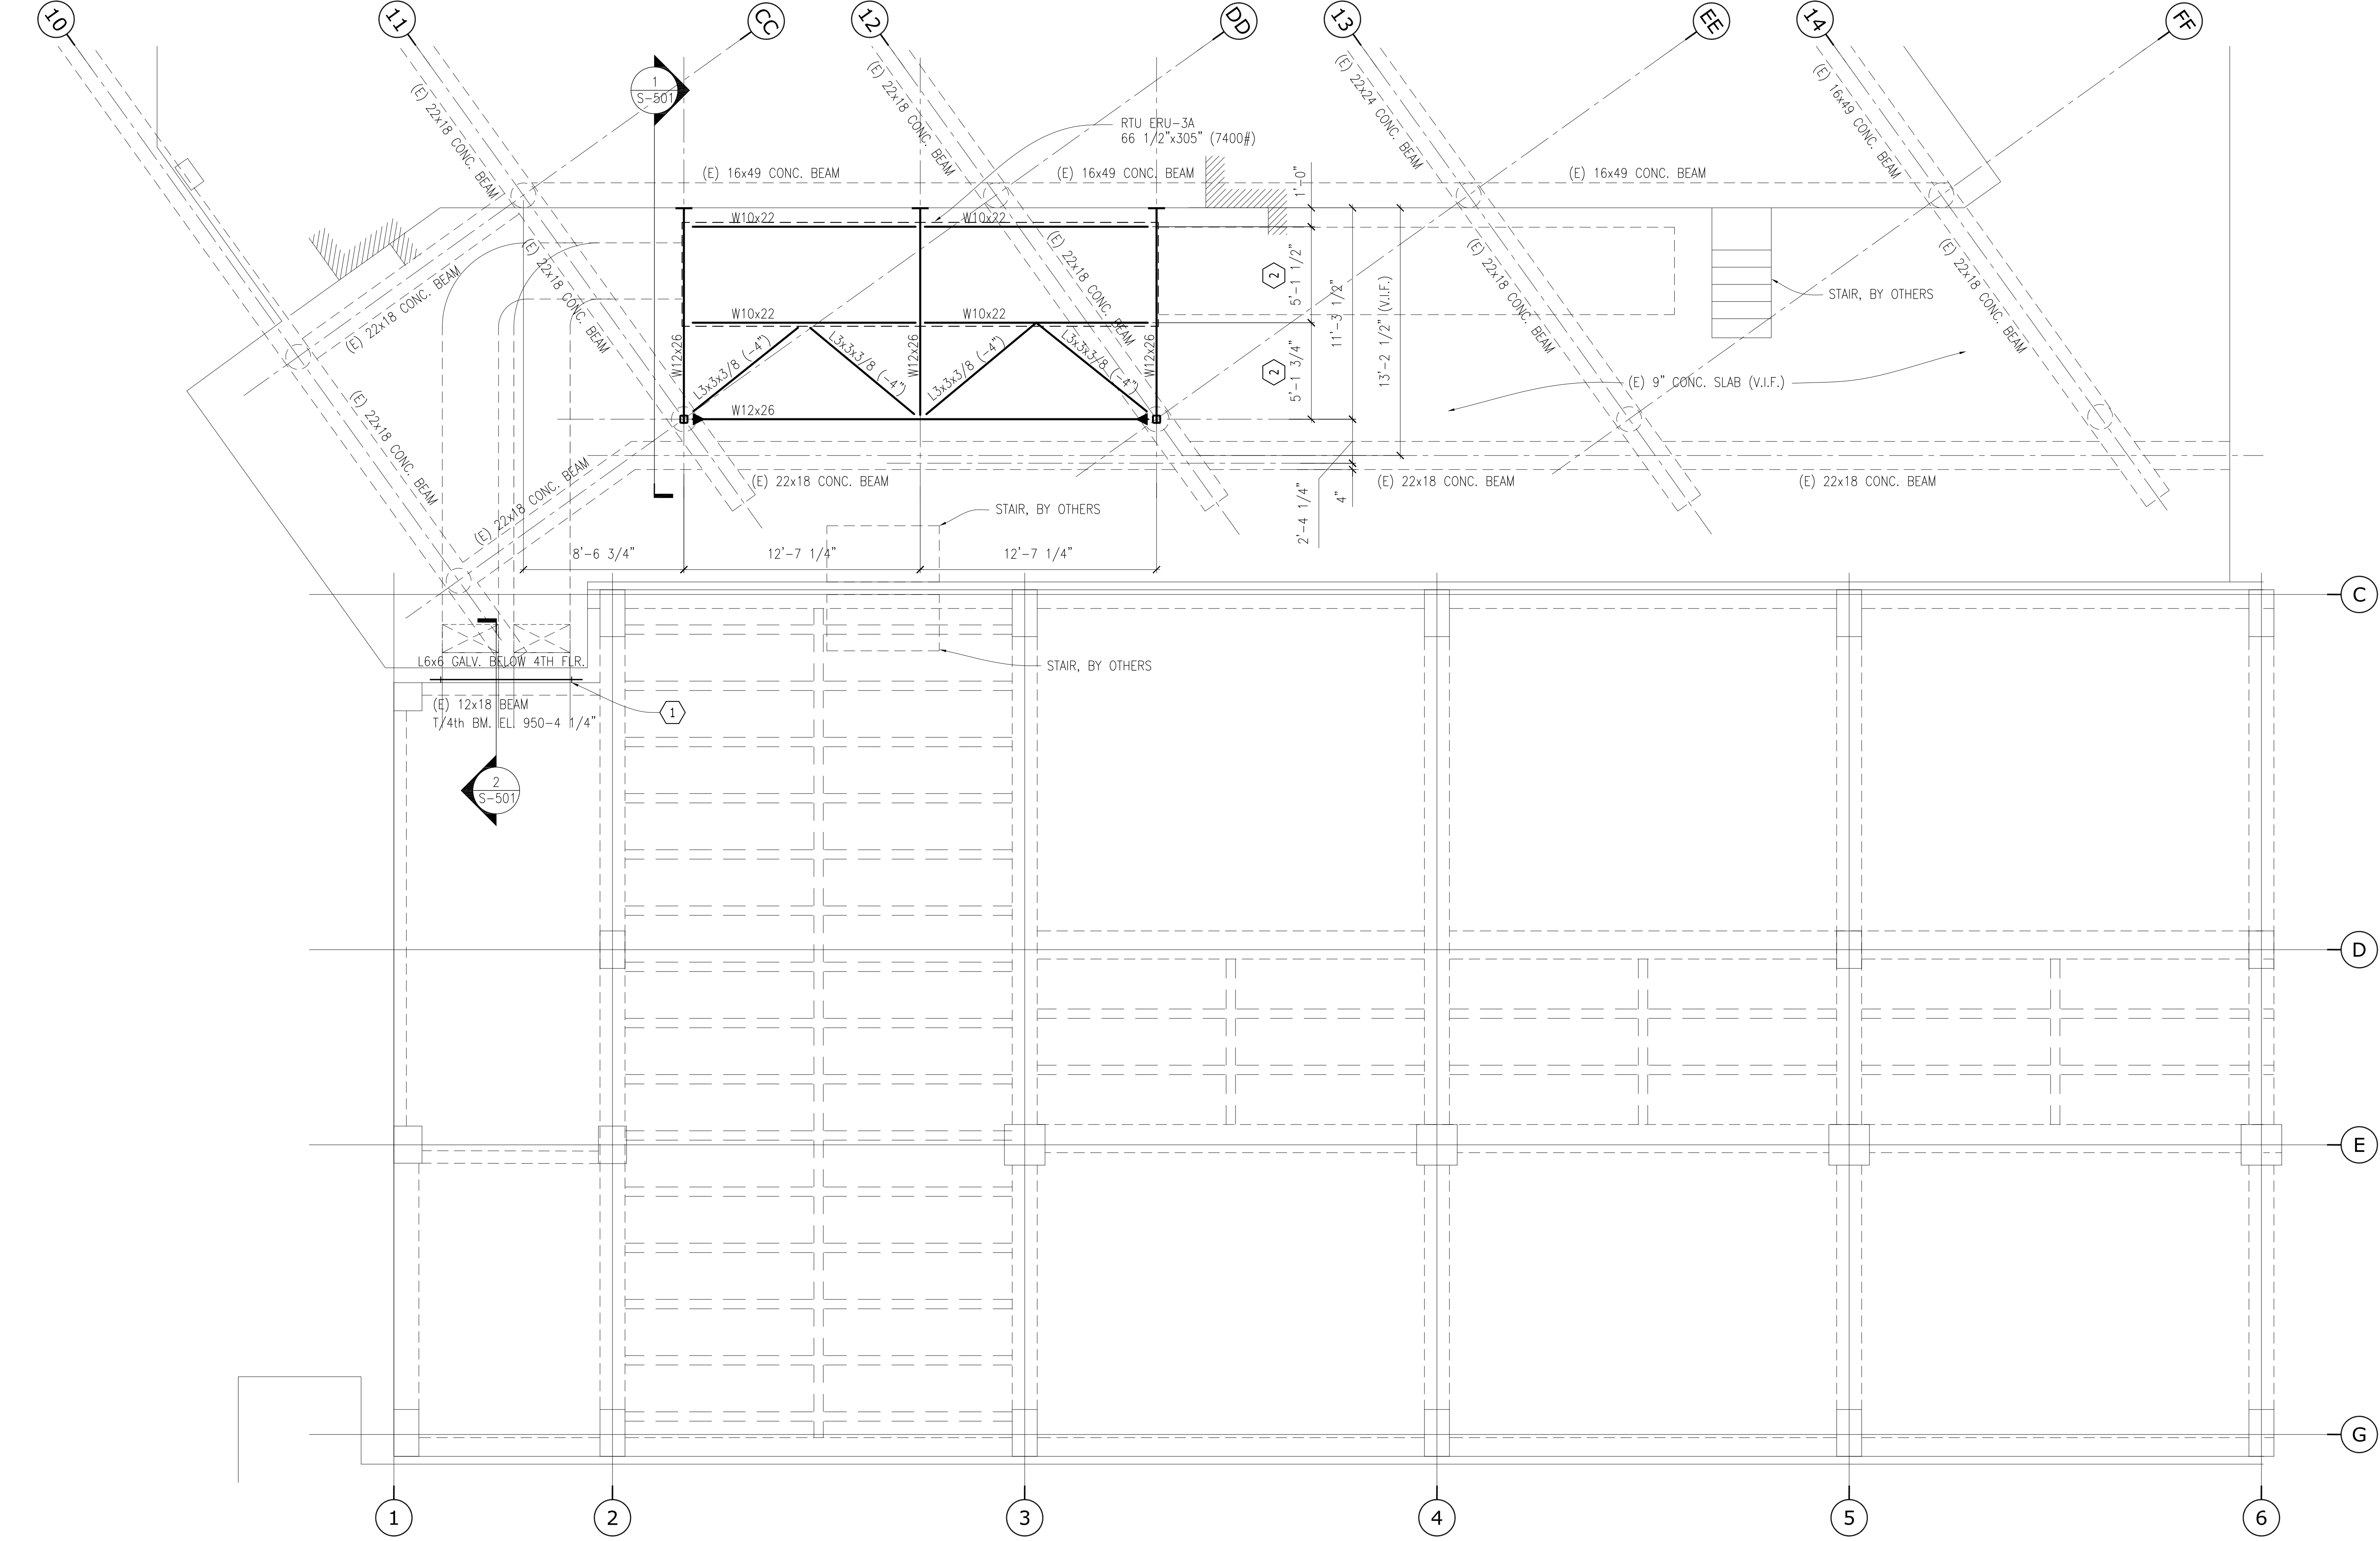 10
11
CC
12
DD
13
EE
14
FF
1
S-501
(E) 22x18 CONC. BEAM
(E) 22x18 CONC. BEAM
(E) 22x24 CONC. BEAM
(E) 16x49 CONC. BEAM
RTU ERU-3A
66 1/2"x305" (7400#)
(E) 16x49 CONC. BEAM
(E) 16x49 CONC. BEAM
(E) 16x49 CONC. BEAM
1'-0"
W10x22
W10x22
(E) 22x18 CONC. BEAM
(E) 22x18 CONC. BEAM
(E) 22x18 CONC. BEAM
(E) 22x18 CONC. BEAM
(E) 22x18 CONC. BEAM
2
5'-1 1/2"
11'-3 1/2"
13'-2 1/2" (V.I.F.)
STAIR, BY OTHERS
W10x22
W10x22
W12x26
L3x3x3/8 (-4")
L3x3x3/8 (-4")
W12x26
L3x3x3/8 (-4")
L3x3x3/8 (-4")
W12x26
2
5'-1 3/4"
(E) 9" CONC. SLAB (V.I.F.)
W12x26
(E) 22x18 CONC. BEAM
(E) 22x18 CONC. BEAM
(E) 22x18 CONC. BEAM
(E) 22x18 CONC. BEAM
(E) 22x18 CONC. BEAM
2'-4 1/4"
4"
STAIR, BY OTHERS
8'-6 3/4"
12'-7 1/4"
12'-7 1/4"
C
L6x6 GALV. BELOW 4TH FLR.
STAIR, BY OTHERS
(E) 12x18 BEAM
T/4th BM. EL. 950-4 1/4"
1
2
S-501
D
E
G
1
2
3
4
5
6